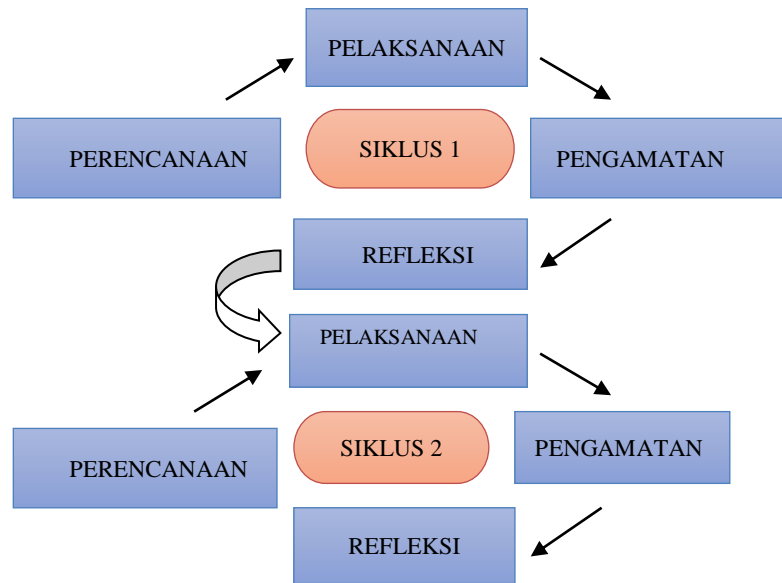 PELAKSANAAN
PERENCANAAN
SIKLUS 1
PENGAMATAN
REFLEKSI
PELAKSANAAN
PERENCANAAN
SIKLUS 2
PENGAMATAN
REFLEKSI